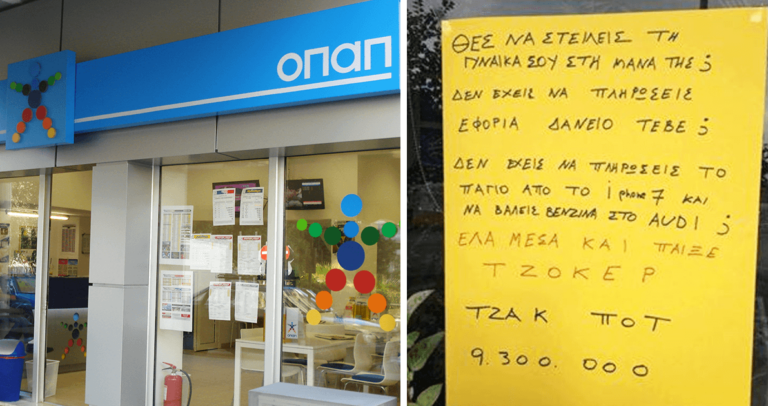 οπαπ
ΘΕΣ ΝΑ ΣΤΕΙΛΕΙΣ ΤΗ
ΓΥΝΑΙΚΑ ΣΟΥ ΣΤΗ ΜΑΝΑ ΤΗΣ ;
ΔΕΝ ΕΧΕΙΣ ΝΑ ΠΛΗΡΩΣΕΙΣ
ΕΦΟΡΙΑ ΔΑΝΕΙΟ ΤΕΒΕ ;
ΔΕΝ ΕΧΕΙΣ ΝΑ ΠΛΗΡΩΣΕΙΣ ΤΟ
ΠΑΓΙΟ ΑΠΟ ΤΟ i phone 7 ΚΑΙ
ΝΑ ΒΑΛΕΙΣ ΒΕΝΖΙΝΑ ΣΤΟ AUDI ;
ΕΛΑ ΜΕΣΑ ΚΑΙ ΠΑΙΞΕ
ΤΖΟΚΕΡ
ΤΖΑΚ ΠΟΤ
9.300.000